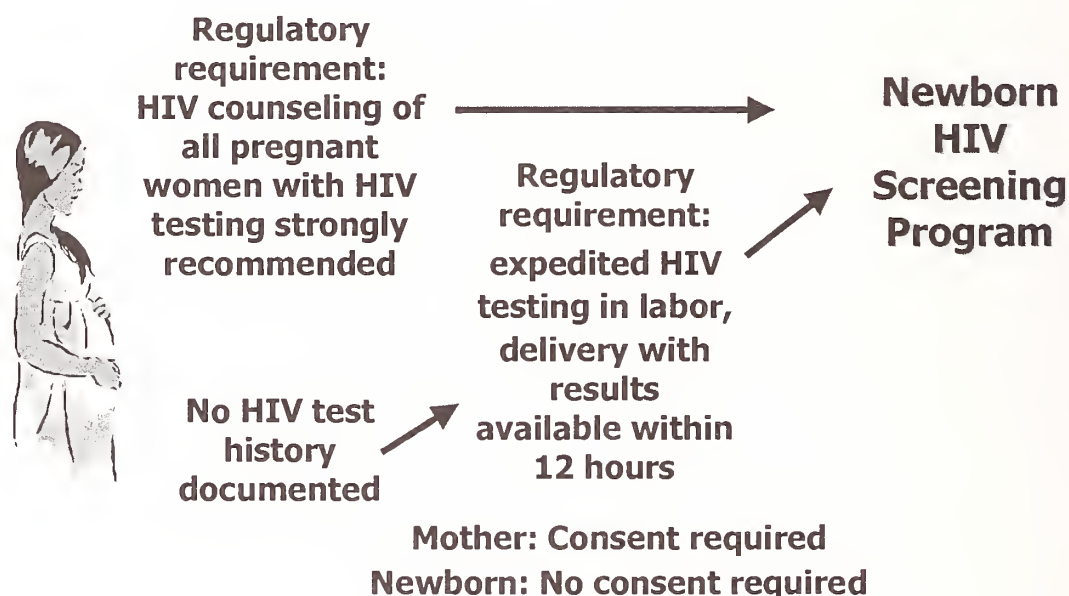 Regulatory
requirement:
HIV counseling of
all pregnant
women with HIV
testing strongly
recommended
No HIV test
history
documented
Regulatory
requirement:
expedited HIV
testing in labor,
delivery with
results
available within
12 hours
Newborn
HIV
Screening
Program
Mother: Consent required
Newborn: No consent required